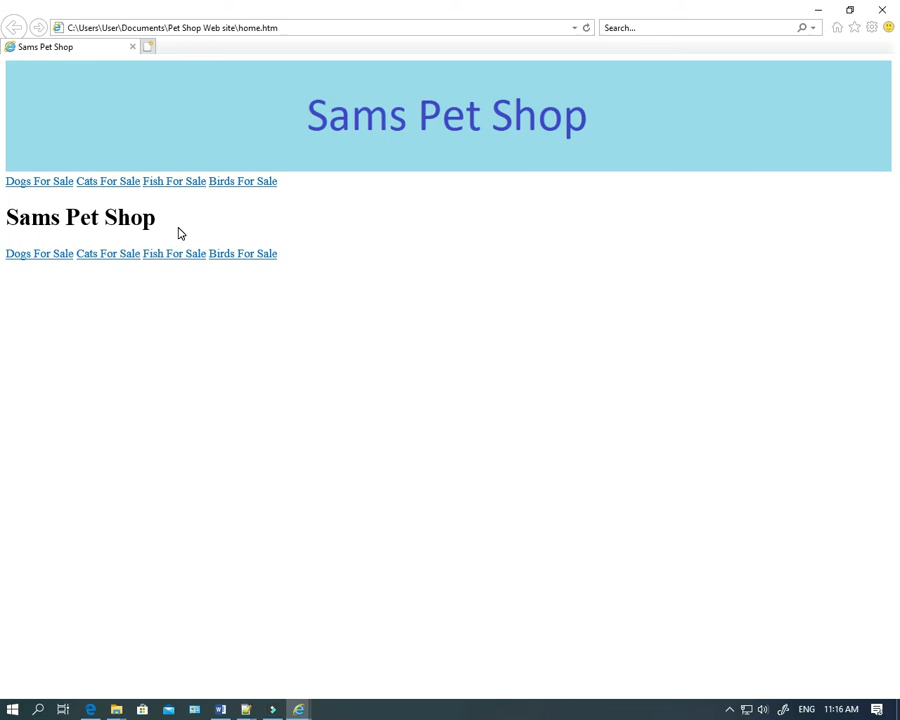 C:\Users\User\Documents\Pet Shop Web site\home.htm
Search...
Sams Pet Shop
Sams Pet Shop
Dogs For Sale Cats For Sale Fish For Sale Birds For Sale
Sams Pet Shop
Dogs For Sale Cats For Sale Fish For Sale Birds For Sale
ENG 11:16 AM